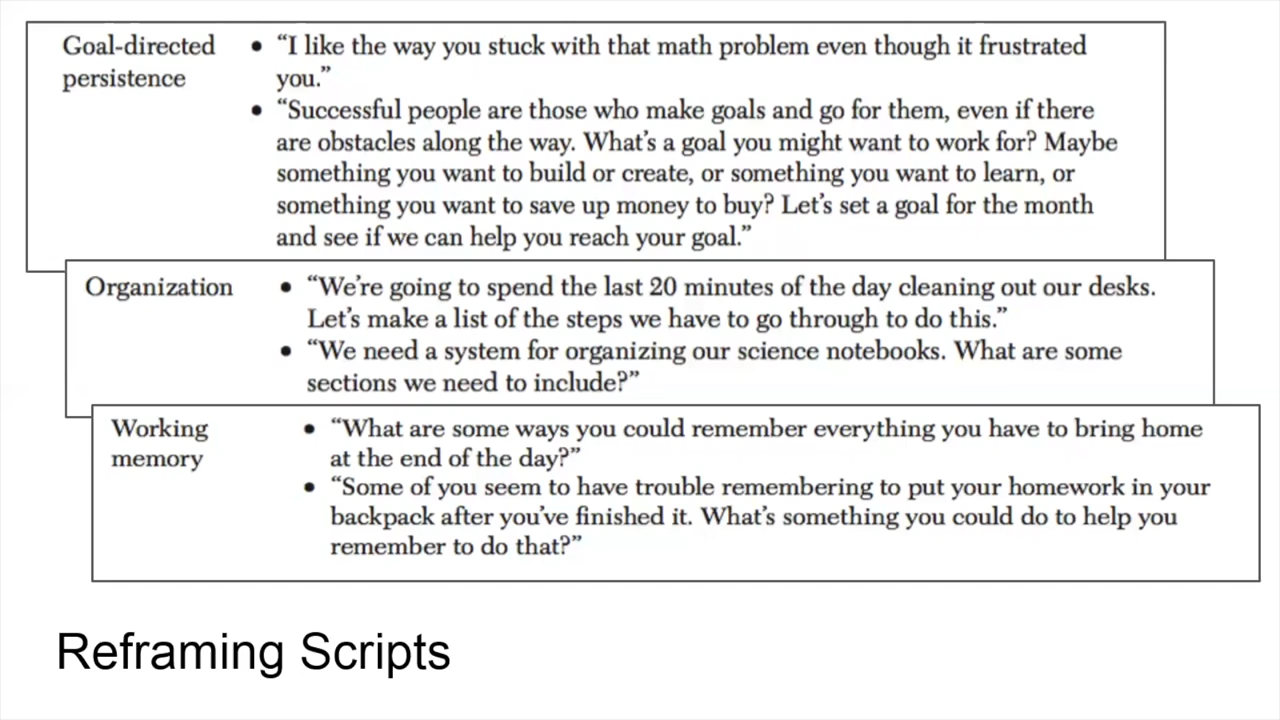 Goal-directed
persistence
• “I like the way you stuck with that math problem even though it frustrated
you.”
• “Successful people are those who make goals and go for them, even if there
are obstacles along the way. What’s a goal you might want to work for? Maybe
something you want to build or create, or something you want to learn, or
something you want to save up money to buy? Let’s set a goal for the month
and see if we can help you reach your goal.”
Organization
• “We’re going to spend the last 20 minutes of the day cleaning out our desks.
Let’s make a list of the steps we have to go through to do this.”
• “We need a system for organizing our science notebooks. What are some
sections we need to include?”
Working
memory
• “What are some ways you could remember everything you have to bring home
at the end of the day?”
• “Some of you seem to have trouble remembering to put your homework in your
backpack after you’ve finished it. What’s something you could do to help you
remember to do that?”
Reframing Scripts